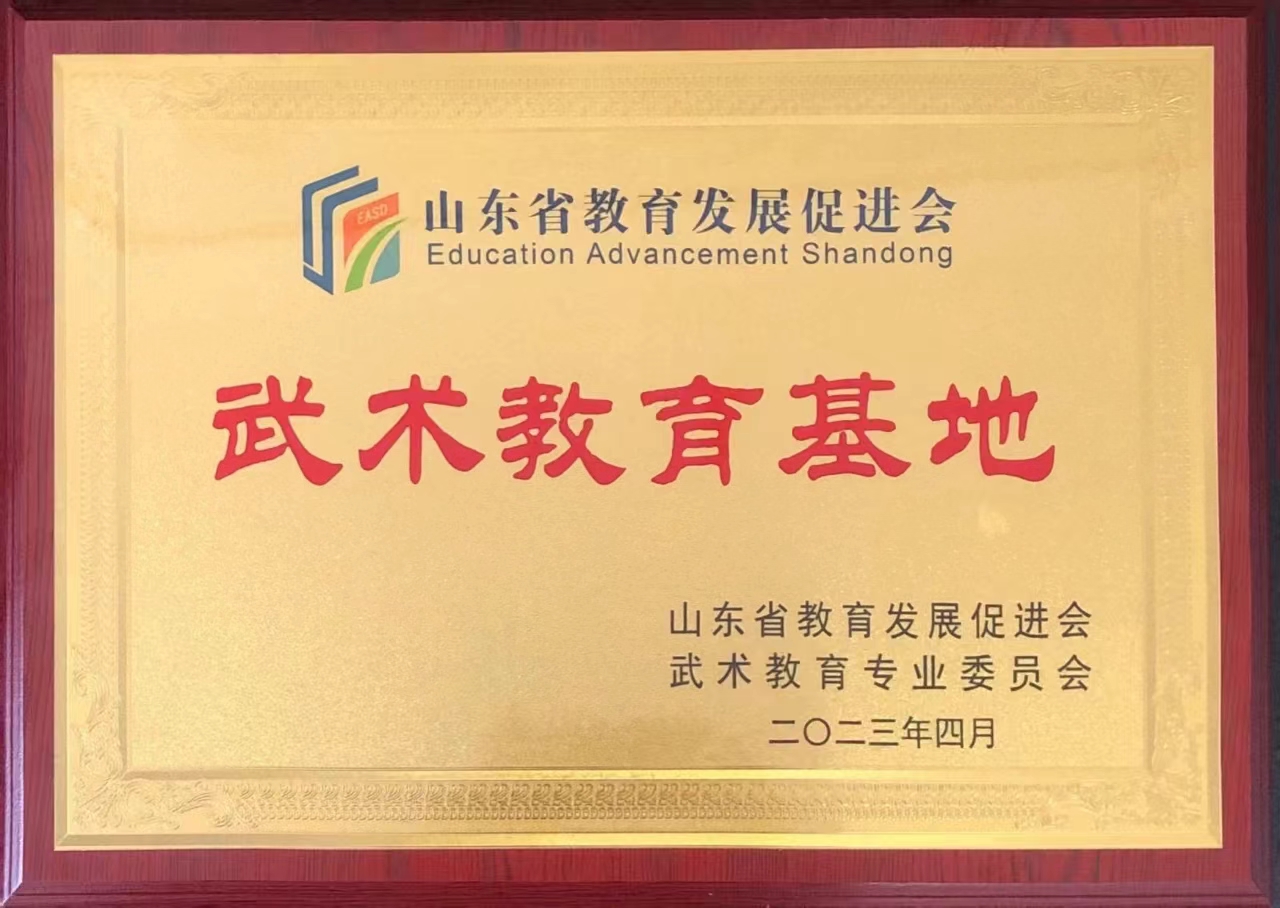 EASD
山东省教育发展促进会
Education Advancement Shandong
武术教育基地
山东省教育发展促进会
武术教育专业委员会
二〇二三年四月